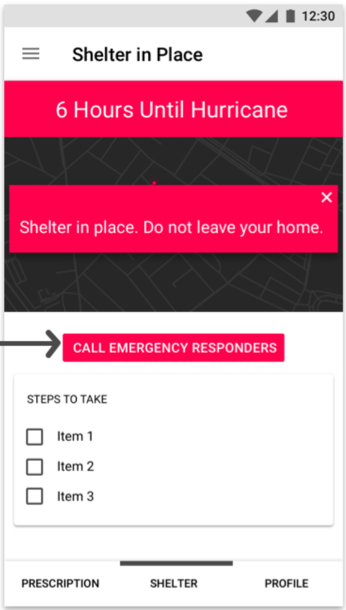 12:30
Shelter in Place
6 Hours Until Hurricane
Shelter in place. Do not leave your home.
CALL EMERGENCY RESPONDERS
STEPS TO TAKE
Item 1
Item 2
Item 3
PRESCRIPTION SHELTER PROFILE